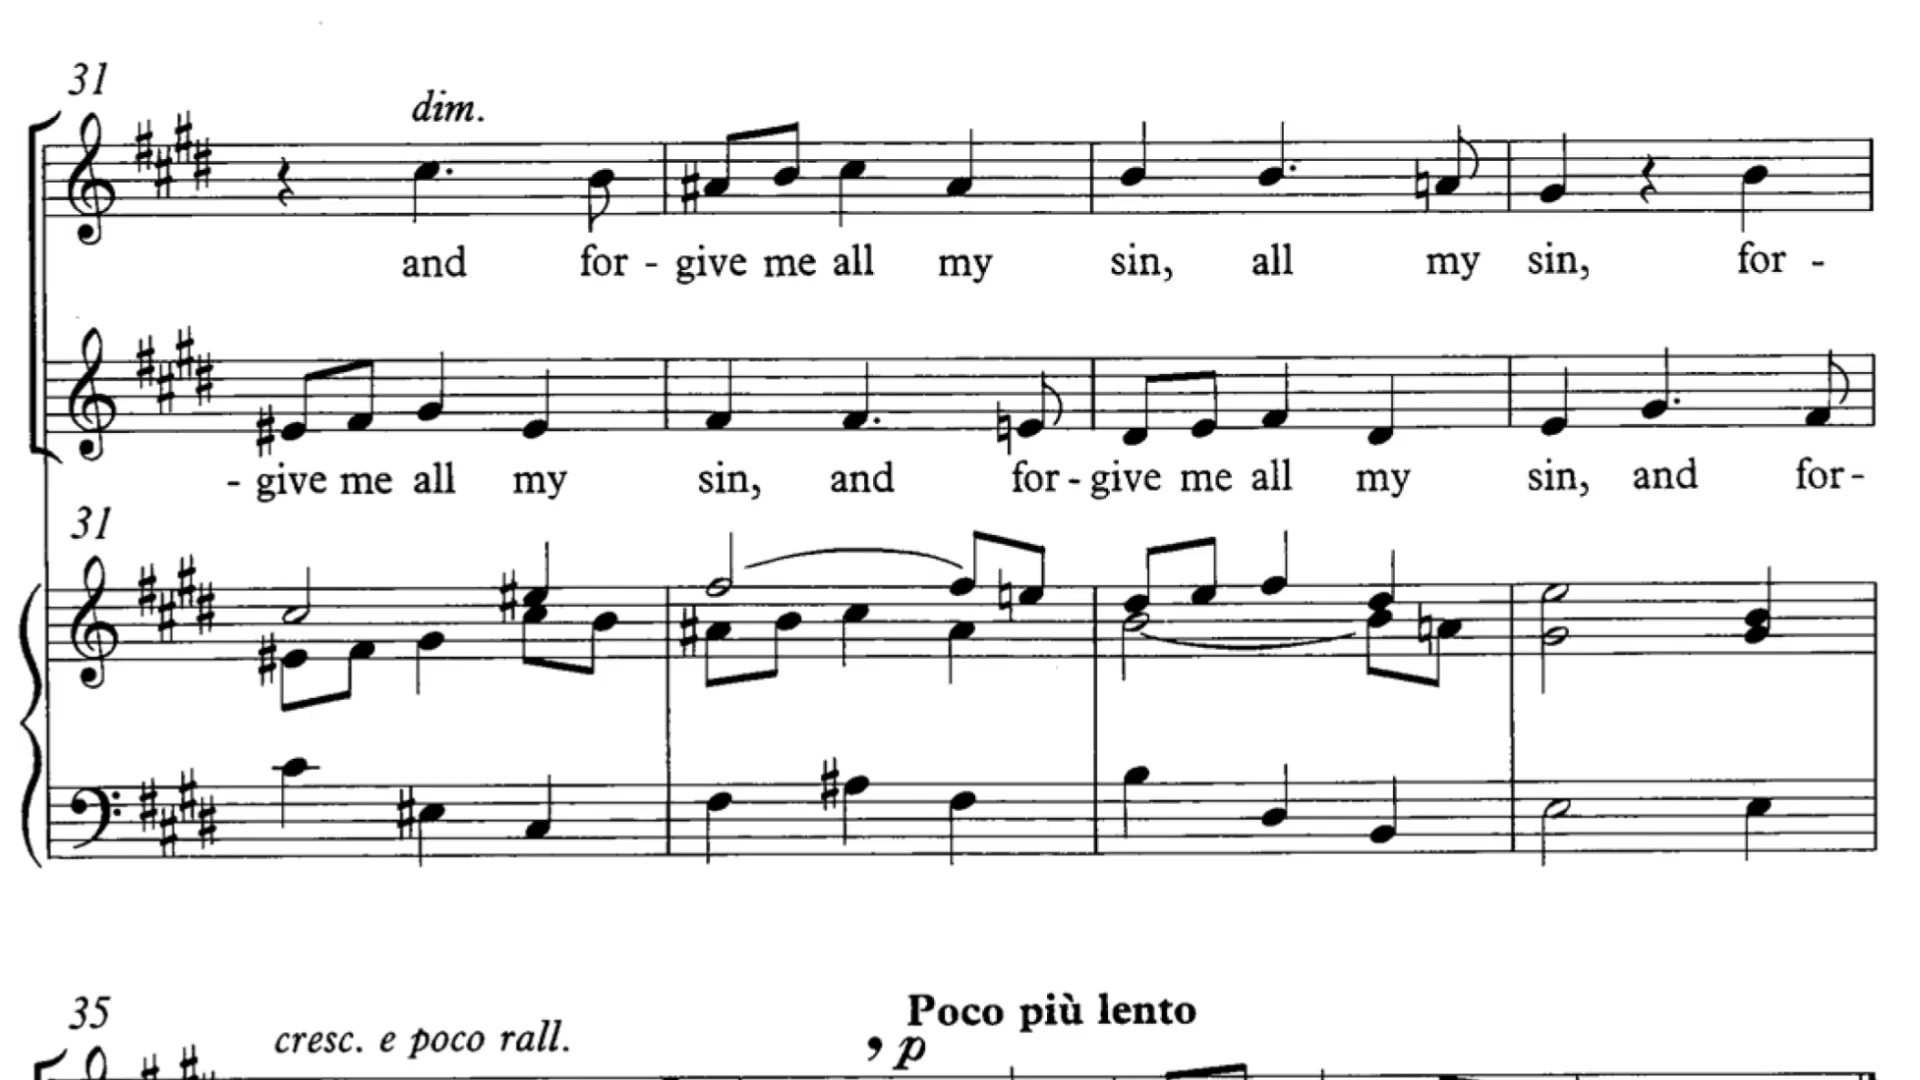 31
dim.
and for - give me all my sin, all my sin, for -
- give me all my sin, and for - give me all my sin, and for-
31
35
Poco più lento
cresc. e poco rall.
, p